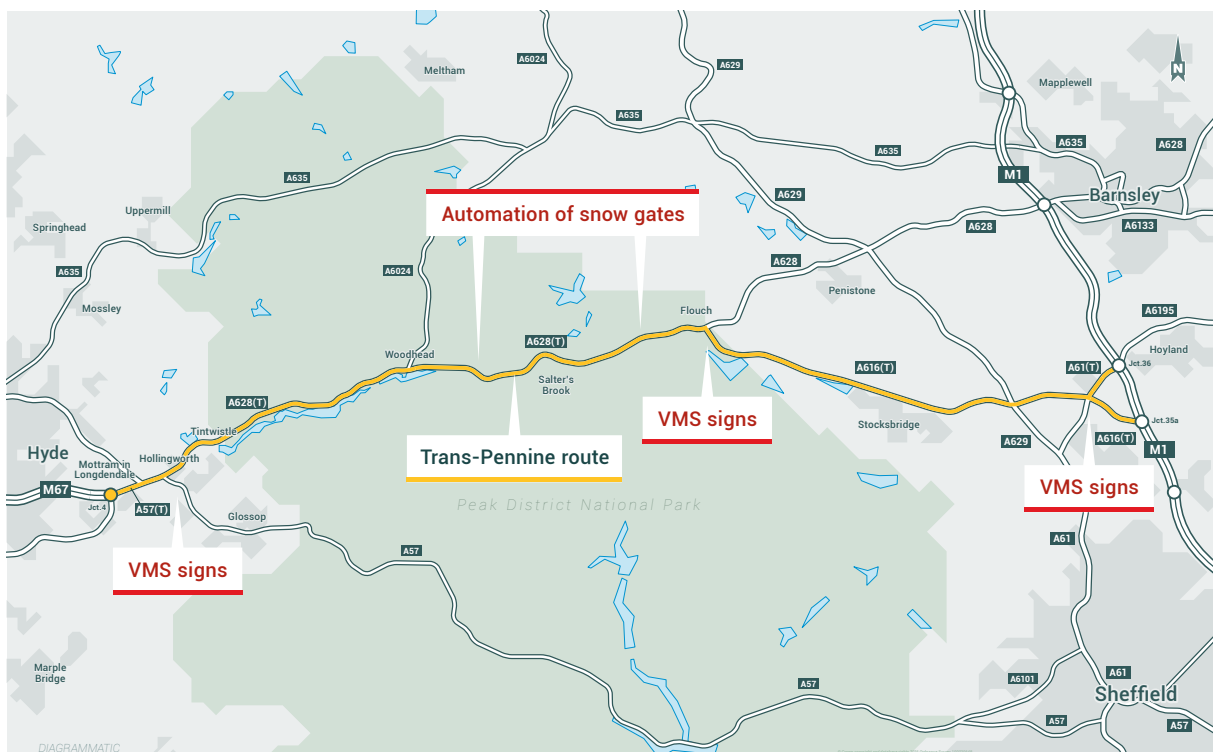 A6024
A629
Meltham
Mapplewell
N
A635
A635
A628
A635
A635
M1
Uppermill
Automation of snow gates
A629
Barnsley
Springhead
A628
A6133
A635
A6024
A628
Penistone
Mossley
Flouch
A6195
A628(T)
Hoyland
Woodhead
Jct.36
A616(T)
A61(T)
Salter's
Brook
A628(T)
VMS signs
Stocksbridge
Jct.35a
Tintwistle
A629
A616(T)
M1
Hyde
Hollingworth
Mottram in
Longdendale
Trans-Pennine route
M67
VMS signs
Jct.4
A57(T)
Peak District National Park
Glossop
A61
A57
VMS signs
Marple
Bridge
A6101
A61
A57
Sheffield
A57
A57
DIAGRAMMATIC